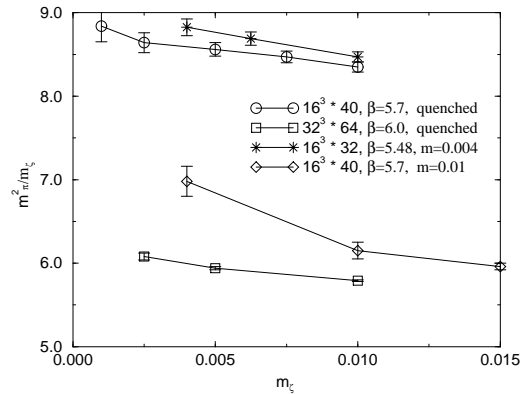 9.0
8.0
7.0
6.0
5.0
m²π/mζ
16³ * 40, β=5.7, quenched
32³ * 64, β=6.0, quenched
16³ * 32, β=5.48, m=0.004
16³ * 40, β=5.7, m=0.01
0.000 0.005 0.010 0.015
mζ